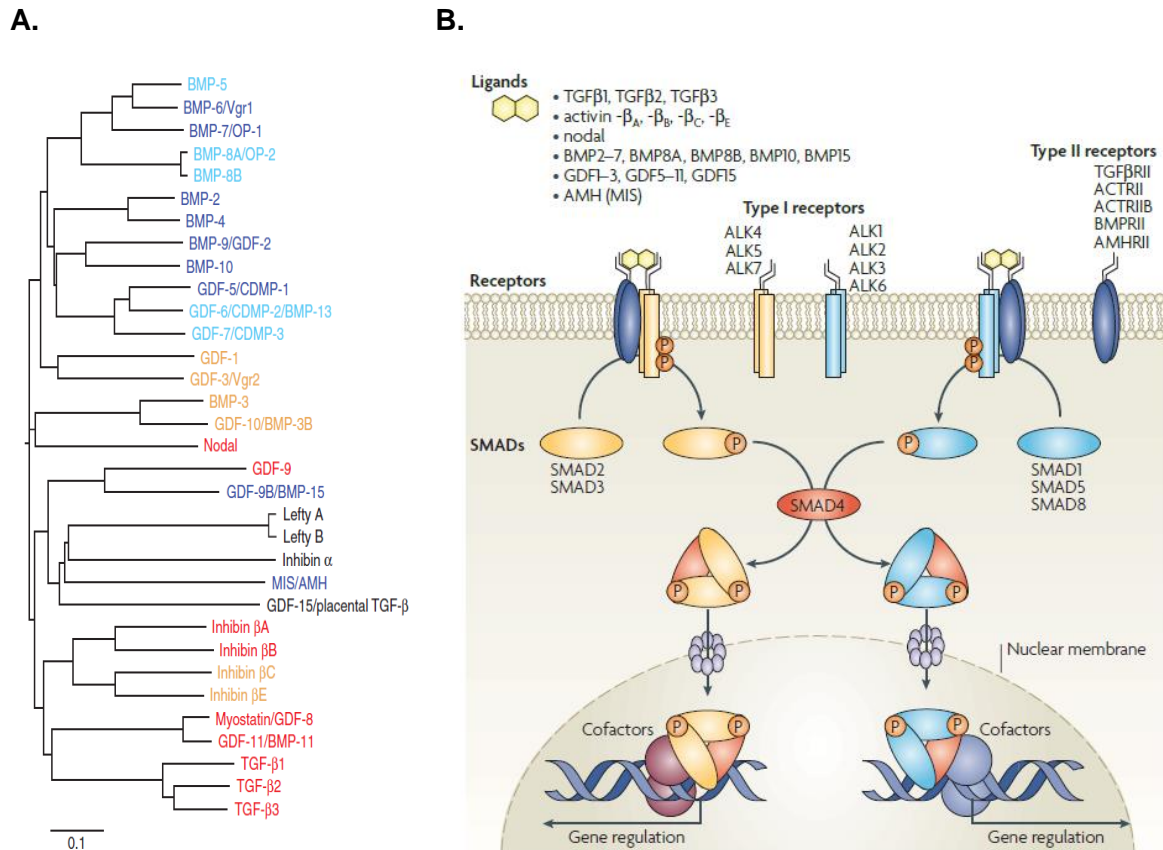 A.
BMP-5
BMP-6/Vgr1
BMP-7/OP-1
BMP-8A/OP-2
BMP-8B
BMP-2
BMP-4
BMP-9/GDF-2
BMP-10
GDF-5/CDMP-1
GDF-6/CDMP-2/BMP-13
GDF-7/CDMP-3
GDF-1
GDF-3/Vgr2
BMP-3
GDF-10/BMP-3B
Nodal
GDF-9
GDF-9B/BMP-15
Lefty A
Lefty B
Inhibin α
MIS/AMH
GDF-15/placental TGF-β
Inhibin βA
Inhibin βB
Inhibin βC
Inhibin βE
Myostatin/GDF-8
GDF-11/BMP-11
TGF-β1
TGF-β2
TGF-β3
0.1
B.
Ligands
• TGFβ1, TGFβ2, TGFβ3
• activin -β_A, -β_B, -β_C, -β_E
• nodal
• BMP2–7, BMP8A, BMP8B, BMP10, BMP15
• GDF1–3, GDF5–11, GDF15
• AMH (MIS)
Type I receptors
ALK4
ALK5
ALK7
ALK1
ALK2
ALK3
ALK6
Type II receptors
TGFβRII
ACTRII
ACTRIIB
BMPRII
AMHRII
Receptors
P
P
P
P
SMADs
P
P
SMAD2
SMAD3
SMAD1
SMAD5
SMAD8
SMAD4
P
P
P
P
Nuclear membrane
Cofactors
P
P
P
P
Cofactors
Gene regulation
Gene regulation